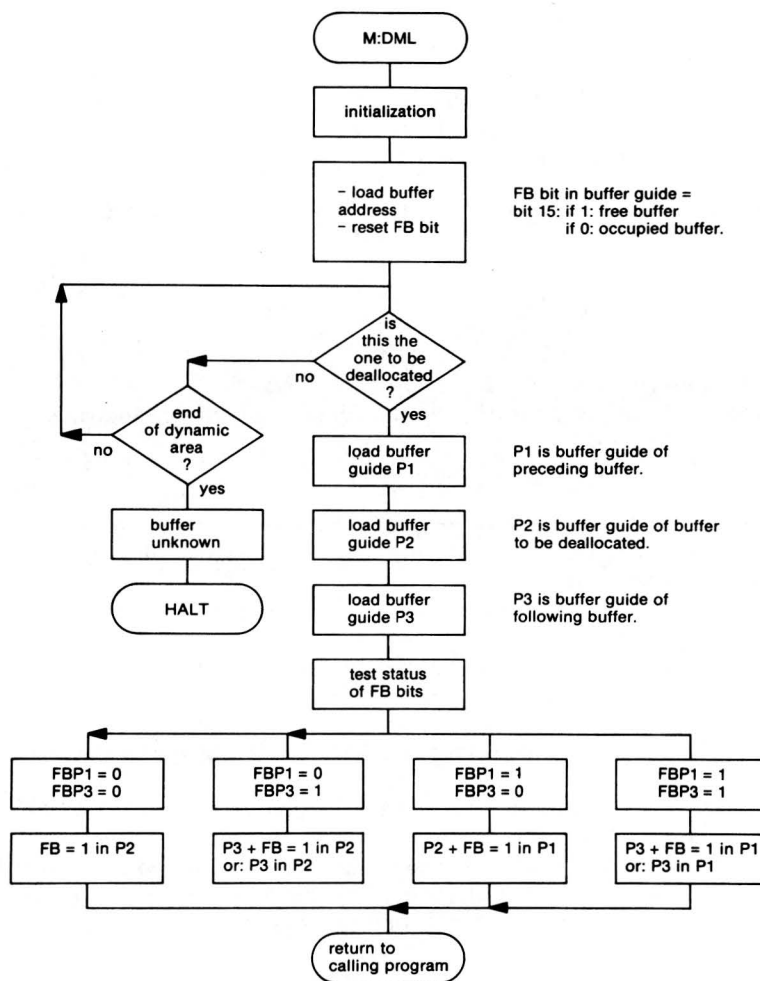 M:DML
initialization
– load buffer
address
– reset FB bit
FB bit in buffer guide =
bit 15: if 1: free buffer
if 0: occupied buffer.
is
this the
one to be
deallocated
?
no
yes
end
of dynamic
area
?
no
yes
buffer
unknown
HALT
load buffer
guide P1
P1 is buffer guide of
preceding buffer.
load buffer
guide P2
P2 is buffer guide of buffer
to be deallocated.
load buffer
guide P3
P3 is buffer guide of
following buffer.
test status
of FB bits
FBP1 = 0
FBP3 = 0
FBP1 = 0
FBP3 = 1
FBP1 = 1
FBP3 = 0
FBP1 = 1
FBP3 = 1
FB = 1 in P2
P3 + FB = 1 in P2
or: P3 in P2
P2 + FB = 1 in P1
P3 + FB = 1 in P1
or: P3 in P1
return to
calling program